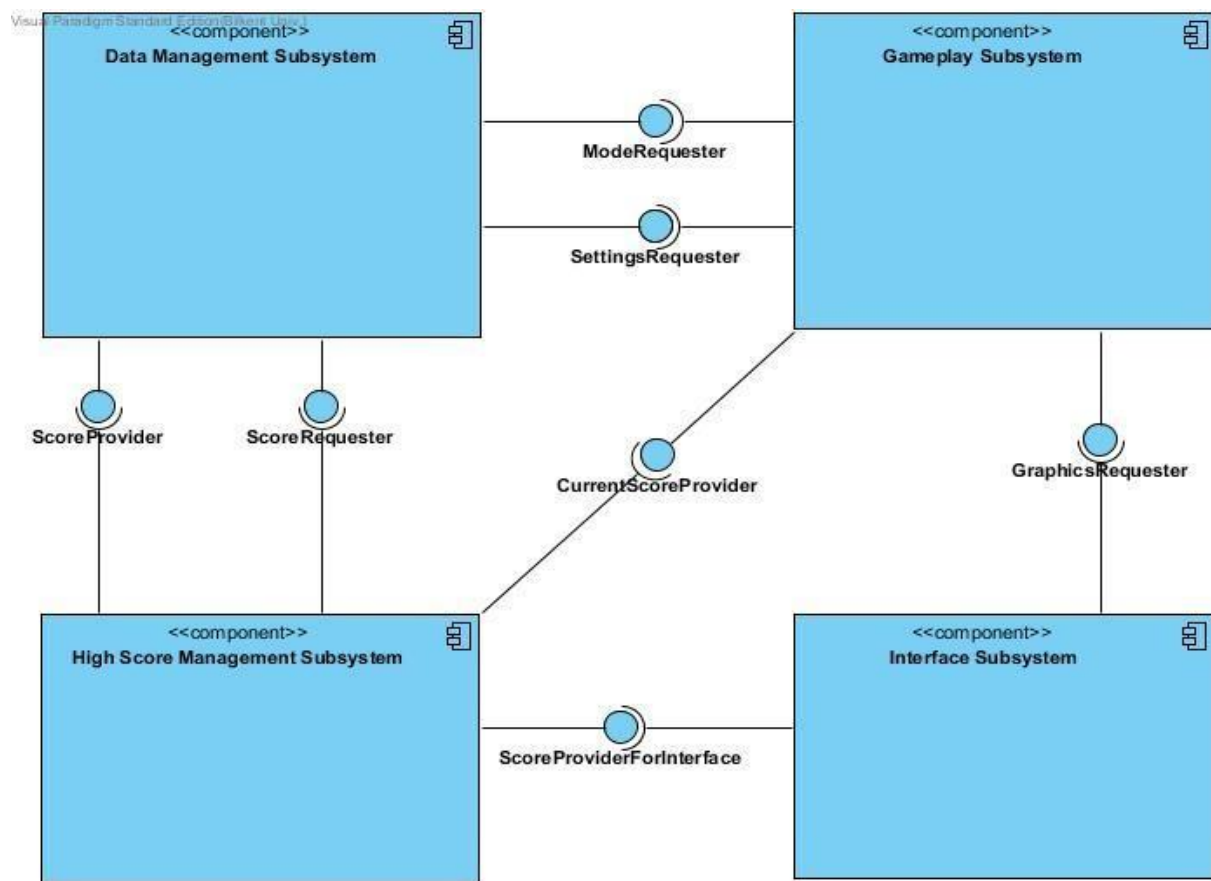 Visual Paradigm Standard Edition(Bilkent Univ.)
<<component>>
Data Management Subsystem
<<component>>
Gameplay Subsystem
ModeRequester
SettingsRequester
ScoreProvider
ScoreRequester
CurrentScoreProvider
GraphicsRequester
<<component>>
High Score Management Subsystem
<<component>>
Interface Subsystem
ScoreProviderForInterface